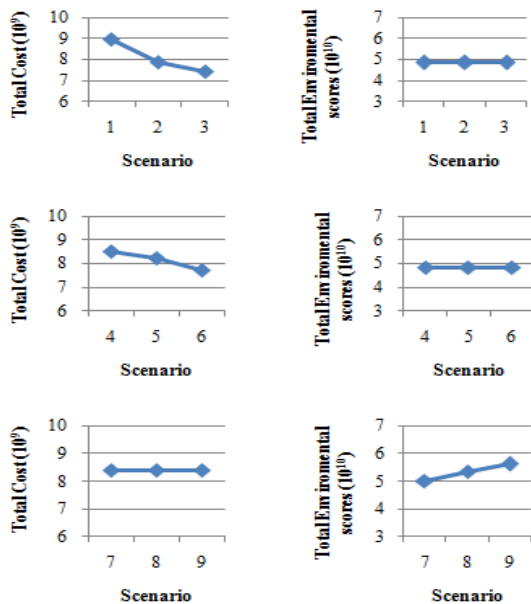 Total Cost (10⁹)
10
9
8
7
6
1 2 3
Scenario
Total Enviromental
scores (10¹⁰)
7
6
5
4
3
1 2 3
Scenario
Total Cost (10⁹)
10
9
8
7
6
4 5 6
Scenario
Total Enviromental
scores (10¹⁰)
7
6
5
4
3
4 5 6
Scenario
Total Cost (10⁹)
10
9
8
7
6
7 8 9
Scenario
Total Enviromental
scores (10¹⁰)
7
6
5
4
3
7 8 9
Scenario